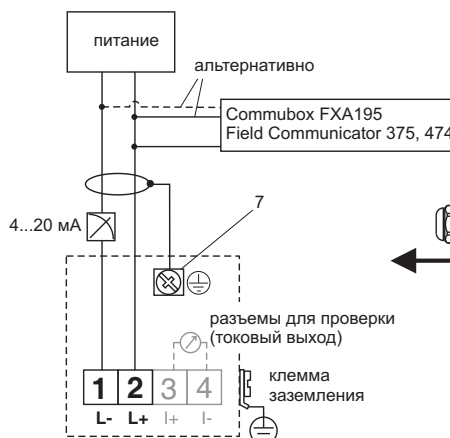 питание
альтернативно
Commubox FXA195
Field Communicator 375, 474
7
4...20 мА
разъемы для проверки
(токовый выход)
1 2 3 4
L- L+ I+ I-
клемма
заземления